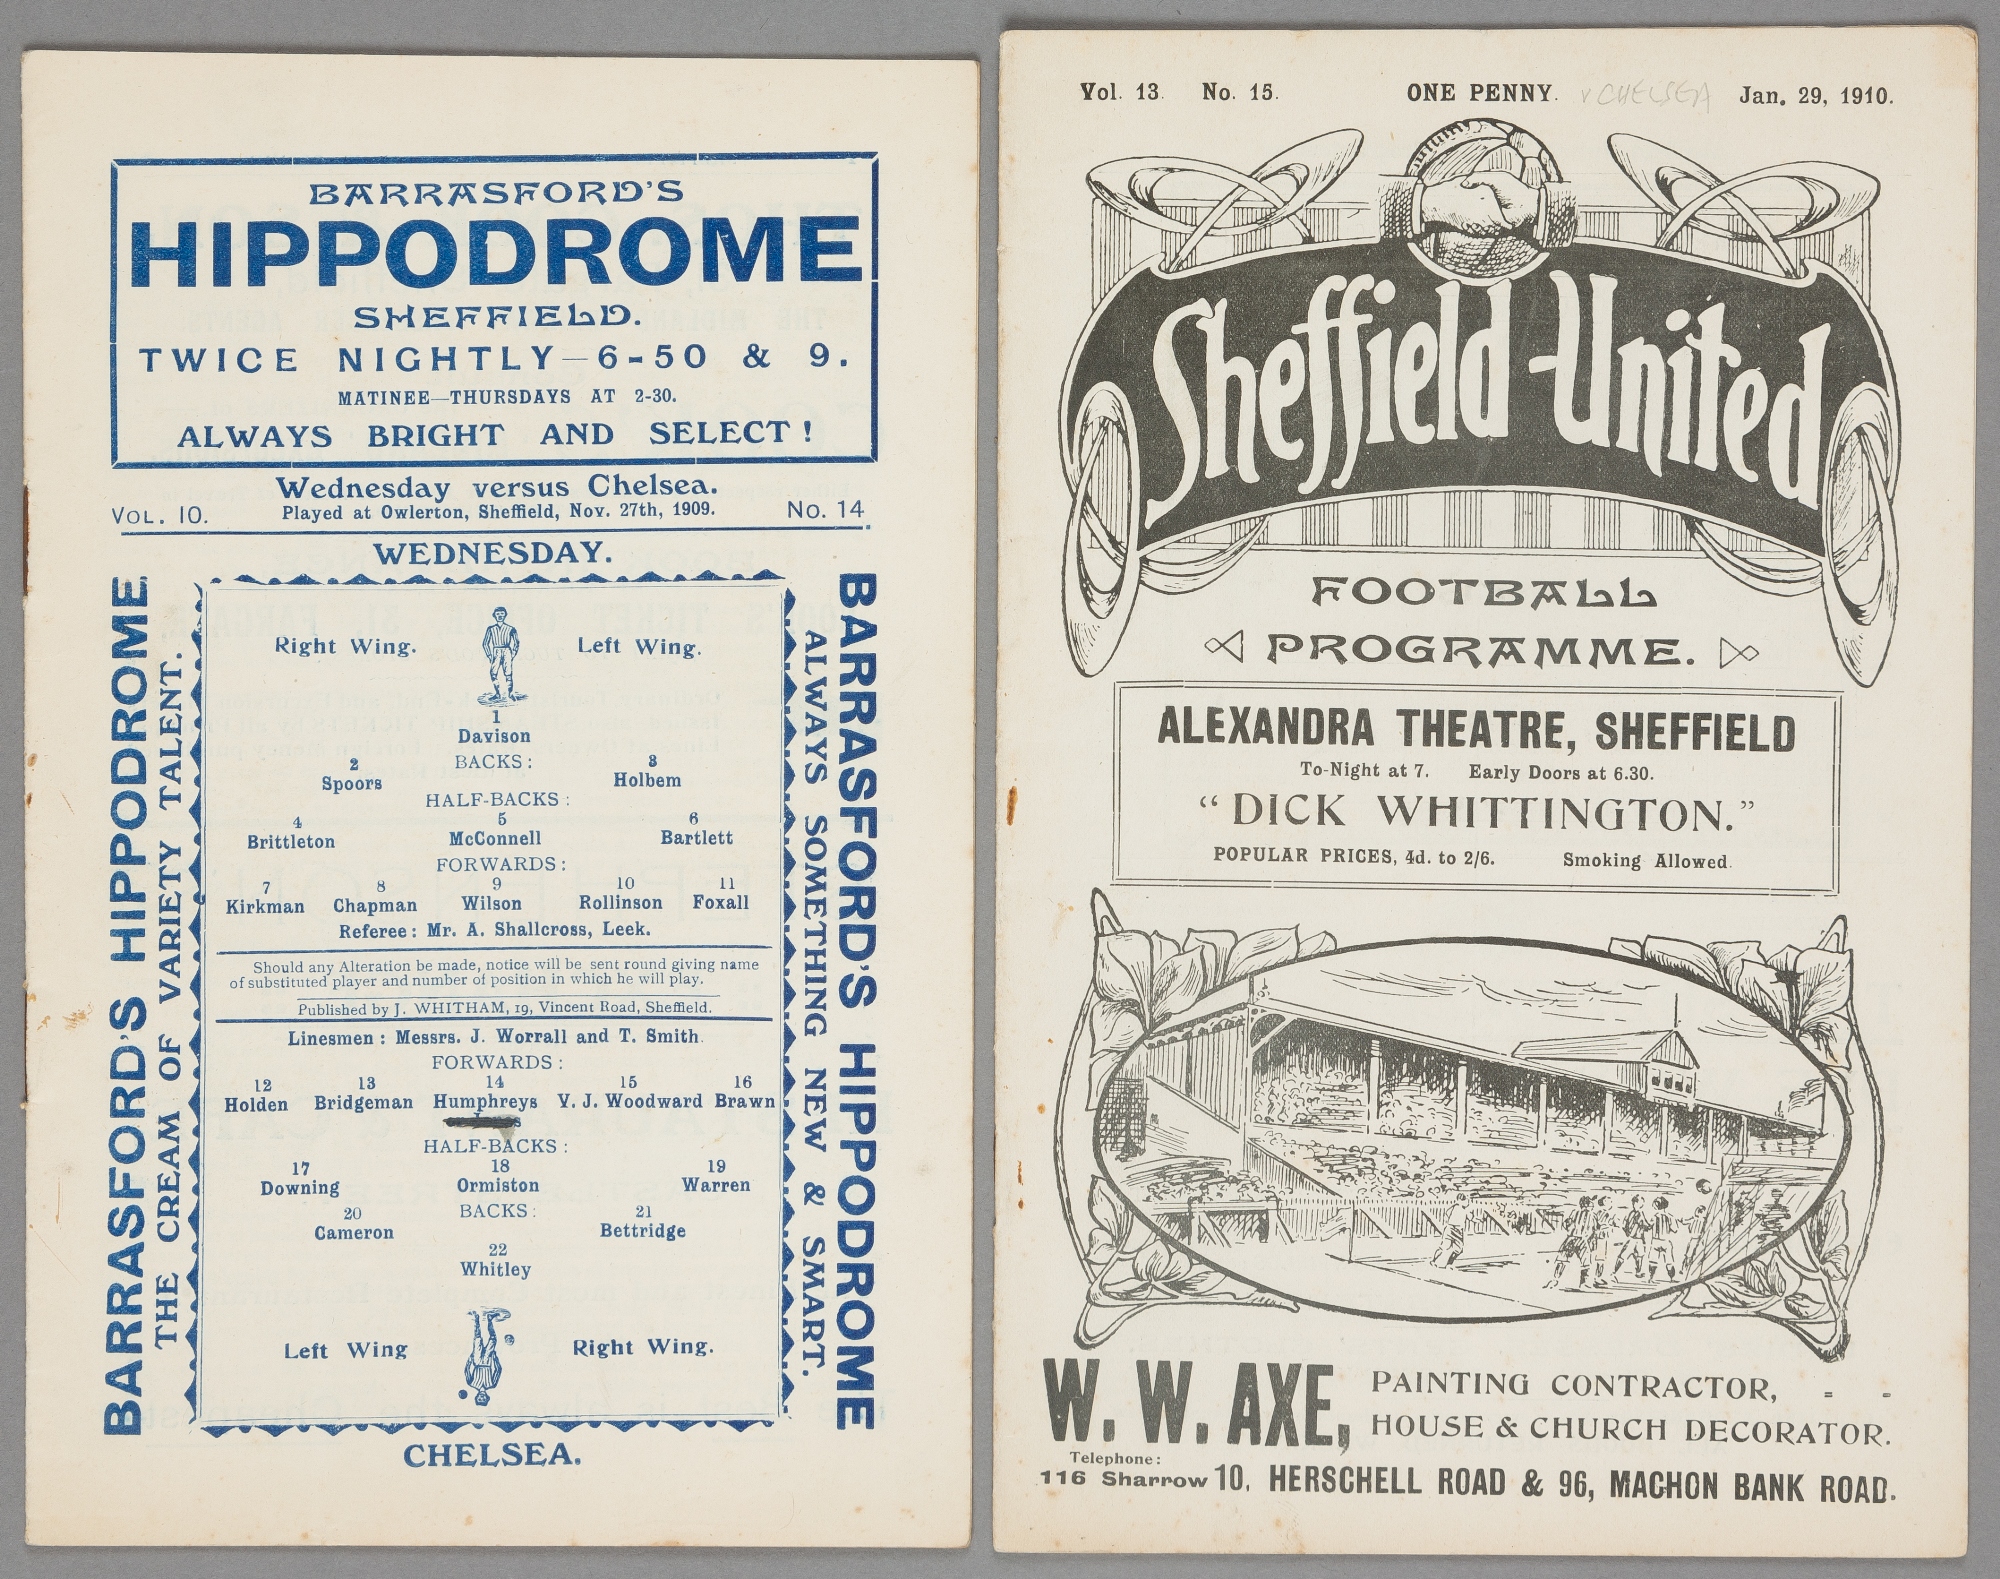 BARRASFORD'S
HIPPODROME
SHEFFIELD.
TWICE NIGHTLY—6-50 & 9.
MATINEE—THURSDAYS AT 2-30.
ALWAYS BRIGHT AND SELECT!
Wednesday versus Chelsea.
VOL. 10. Played at Owlerton, Sheffield, Nov. 27th, 1909. No. 14
WEDNESDAY.
BARRASFORD'S HIPPODROME
THE CREAM OF VARIETY TALENT.
Right Wing. Left Wing.
1
Davison
2 BACKS: 3
Spoors Holbem
HALF-BACKS:
4 5 6
Brittleton McConnell Bartlett
FORWARDS:
7 8 9 10 11
Kirkman Chapman Wilson Rollinson Foxall
Referee: Mr. A. Shallcross, Leek.
Should any Alteration be made, notice will be sent round giving name
of substituted player and number of position in which he will play.
Published by J. WHITHAM, 19, Vincent Road, Sheffield.
Linesmen: Messrs. J. Worrall and T. Smith.
FORWARDS:
12 13 14 15 16
Holden Bridgeman Humphreys V. J. Woodward Brawn
HALF-BACKS:
17 18 19
Downing Ormiston Warren
20 BACKS: 21
Cameron Bettridge
22
Whitley
Left Wing Right Wing.
ALWAYS SOMETHING NEW & SMART.
BARRASFORD'S HIPPODROME
CHELSEA.
Vol. 13. No. 15. ONE PENNY. v CHELSEA Jan. 29, 1910.
Sheffield United
FOOTBALL
PROGRAMME.
ALEXANDRA THEATRE, SHEFFIELD
To-Night at 7. Early Doors at 6.30.
"DICK WHITTINGTON."
POPULAR PRICES, 4d. to 2/6. Smoking Allowed.
W. W. AXE, PAINTING CONTRACTOR, - -
HOUSE & CHURCH DECORATOR.
Telephone:
116 Sharrow 10, HERSCHELL ROAD & 96, MACHON BANK ROAD.